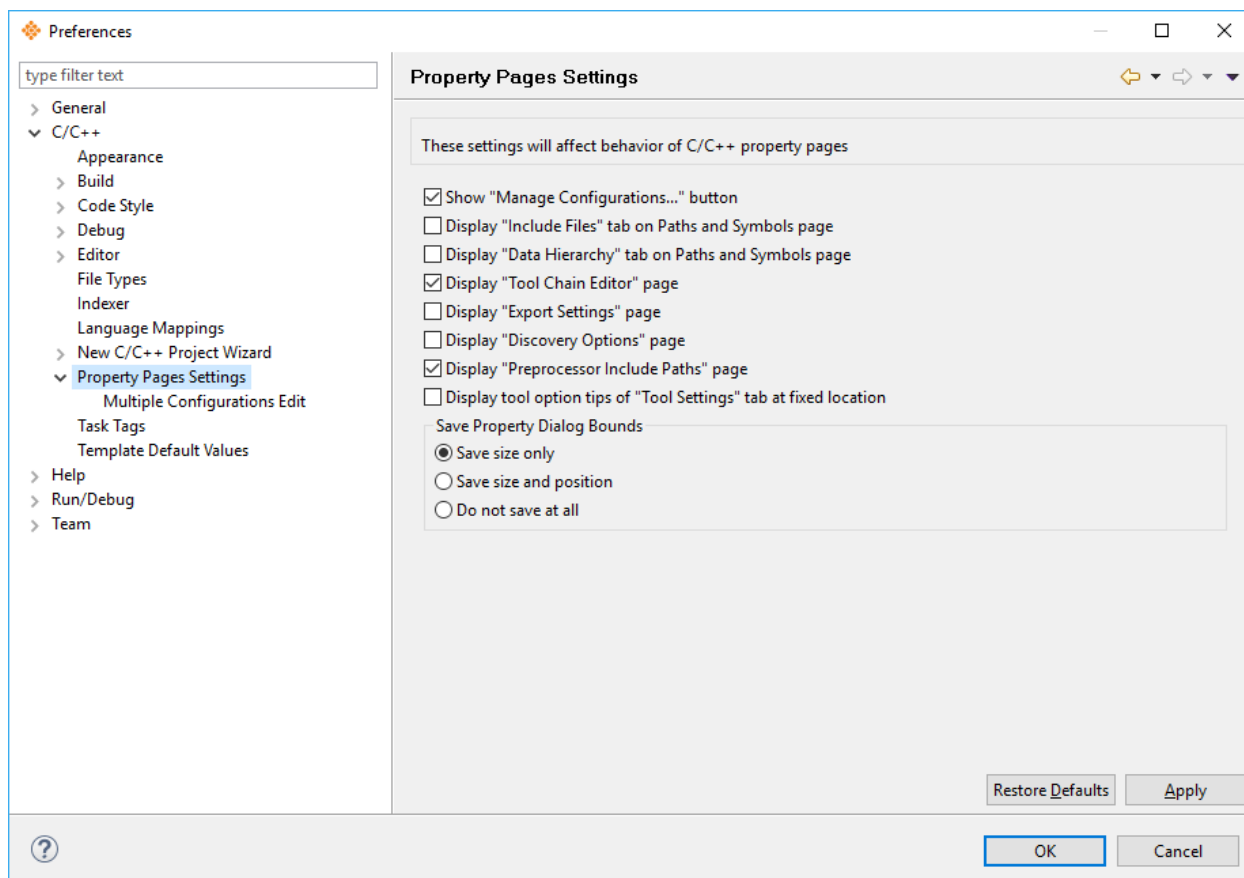 Preferences
type filter text
General
C/C++
Appearance
Build
Code Style
Debug
Editor
File Types
Indexer
Language Mappings
New C/C++ Project Wizard
Property Pages Settings
Multiple Configurations Edit
Task Tags
Template Default Values
Help
Run/Debug
Team
Property Pages Settings
These settings will affect behavior of C/C++ property pages
Show "Manage Configurations..." button
Display "Include Files" tab on Paths and Symbols page
Display "Data Hierarchy" tab on Paths and Symbols page
Display "Tool Chain Editor" page
Display "Export Settings" page
Display "Discovery Options" page
Display "Preprocessor Include Paths" page
Display tool option tips of "Tool Settings" tab at fixed location
Save Property Dialog Bounds
Save size only
Save size and position
Do not save at all
Restore Defaults
Apply
?
OK
Cancel